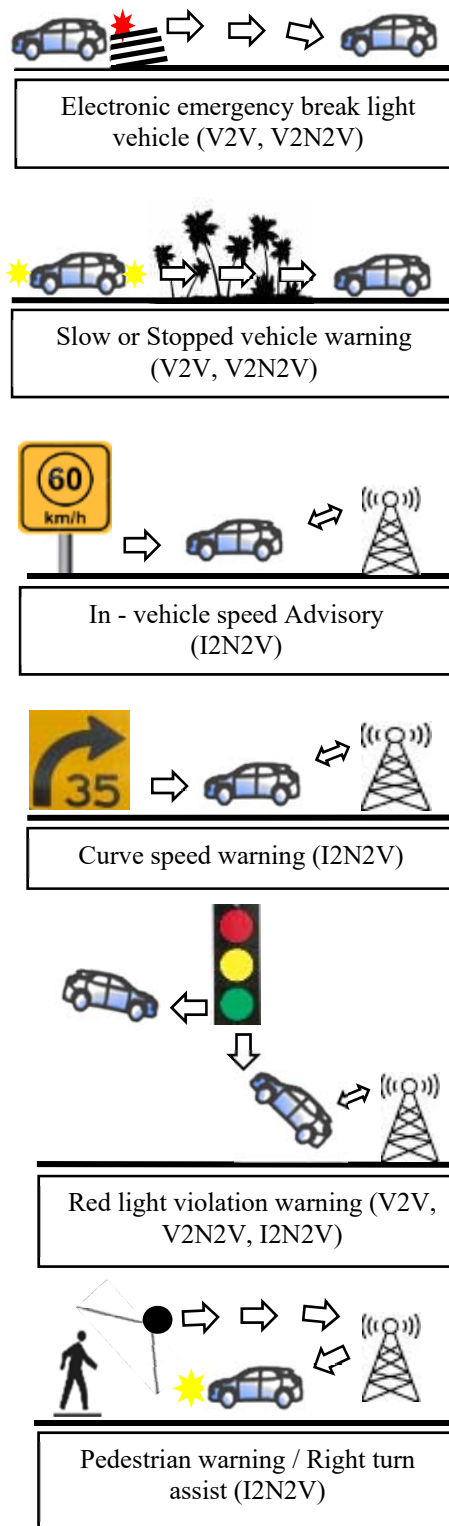 Electronic emergency break light
vehicle (V2V, V2N2V)
Slow or Stopped vehicle warning
(V2V, V2N2V)
60
km/h
In - vehicle speed Advisory
(I2N2V)
35
Curve speed warning (I2N2V)
Red light violation warning (V2V,
V2N2V, I2N2V)
Pedestrian warning / Right turn
assist (I2N2V)